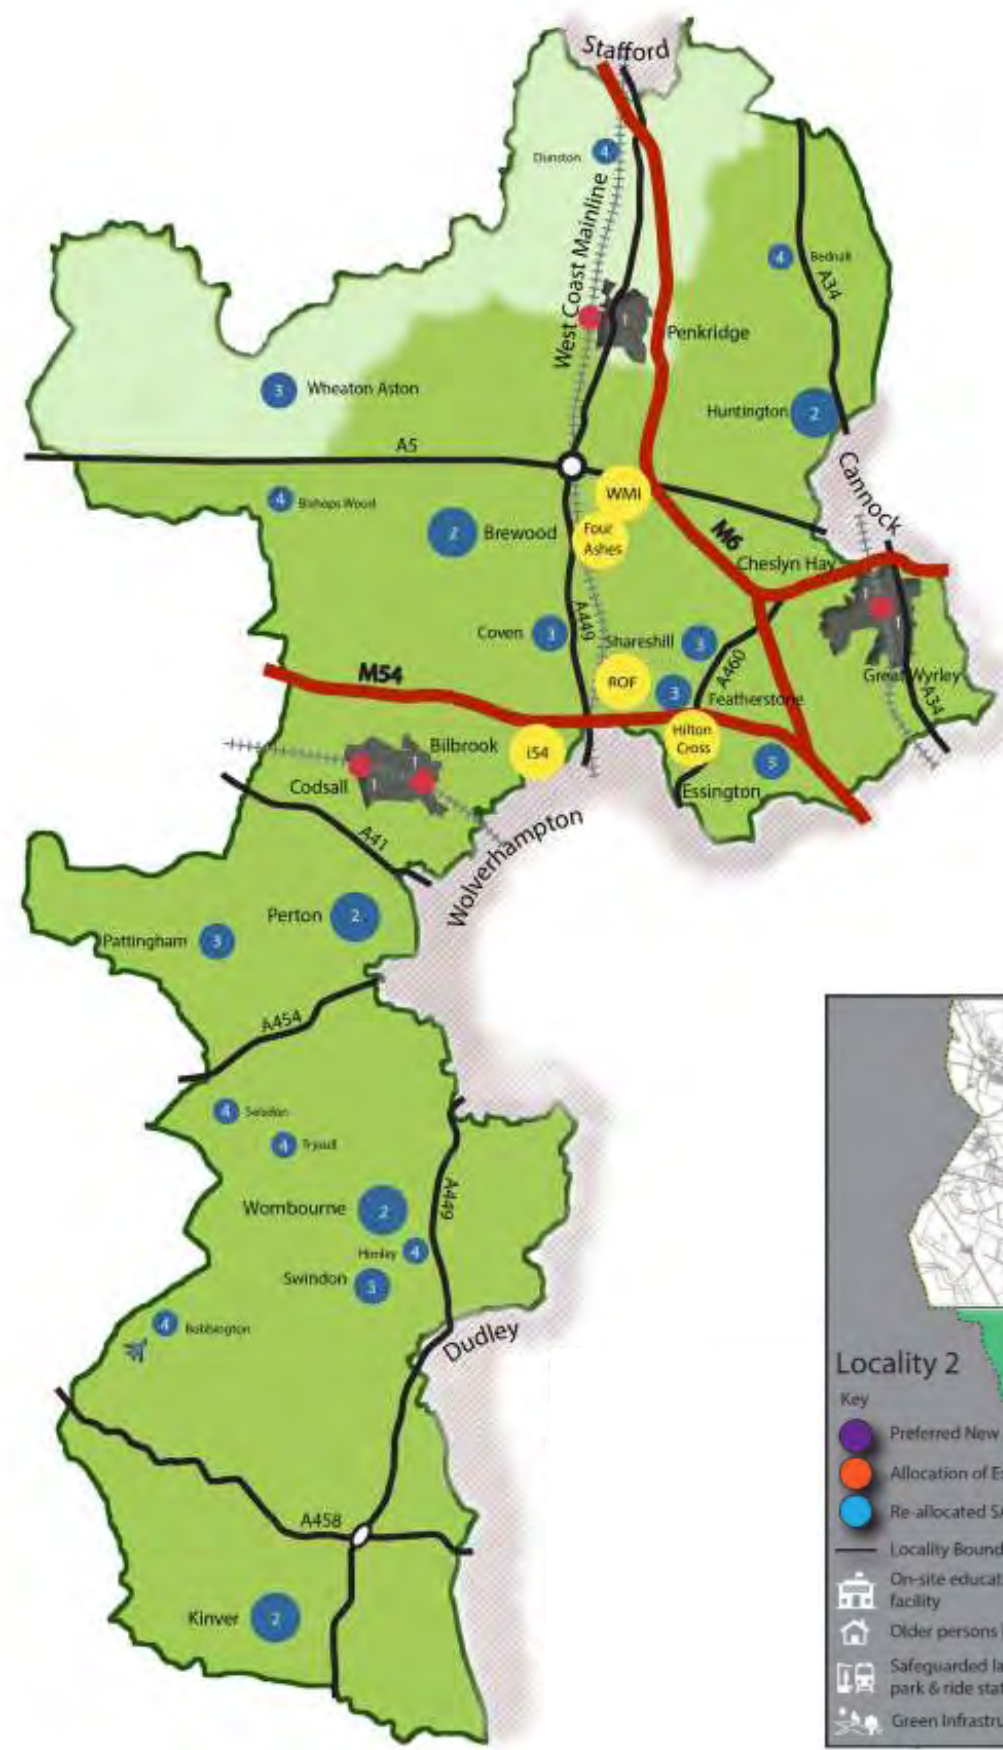 Stafford
Dunston
4
West Coast Mainline
4
Bednall
A34
1
Penkridge
3
Wheaton Aston
Huntington
2
A5
Cannock
WMI
4
Bishops Wood
M6
2
Brewood
Four
Ashes
Cheslyn Hay
1
1
Coven
3
A449
Shareshill
3
A460
M54
ROF
3
Featherstone
Great Wyrley
A34
Hilton
Cross
Bilbrook
i54
1
1
3
Codsall
Essington
A41
Wolverhampton
Perton
2
Pattingham
3
A454
4
4
Trysull
A449
Wombourne
2
Himley
4
Swindon
3
4
Bobbington
Dudley
A458
Kinver
2
Locality 2
Key
Preferred New
Allocation of E
Re-allocated SA
Locality Bound
On-site educat
facility
Older persons
Safeguarded la
park & ride stat
Green Infrastru